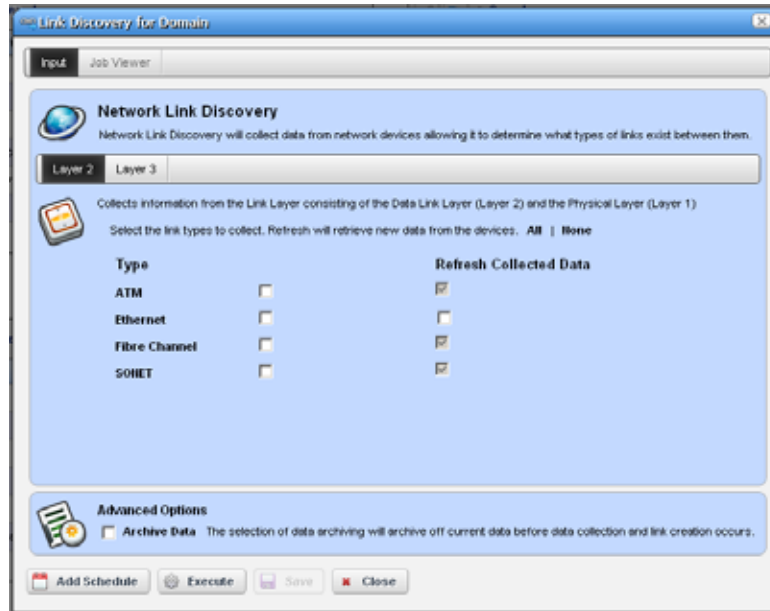 Link Discovery for Domain
Input Job Viewer
Network Link Discovery
Network Link Discovery will collect data from network devices allowing it to determine what types of links exist between them.
Layer 2 Layer 3
Collects information from the Link Layer consisting of the Data Link Layer (Layer 2) and the Physical Layer (Layer 1)
Select the link types to collect. Refresh will retrieve new data from the devices. All | None
Type Refresh Collected Data
ATM
Ethernet
Fibre Channel
SONET
Advanced Options
Archive Data The selection of data archiving will archive off current data before data collection and link creation occurs.
Add Schedule Execute Save Close